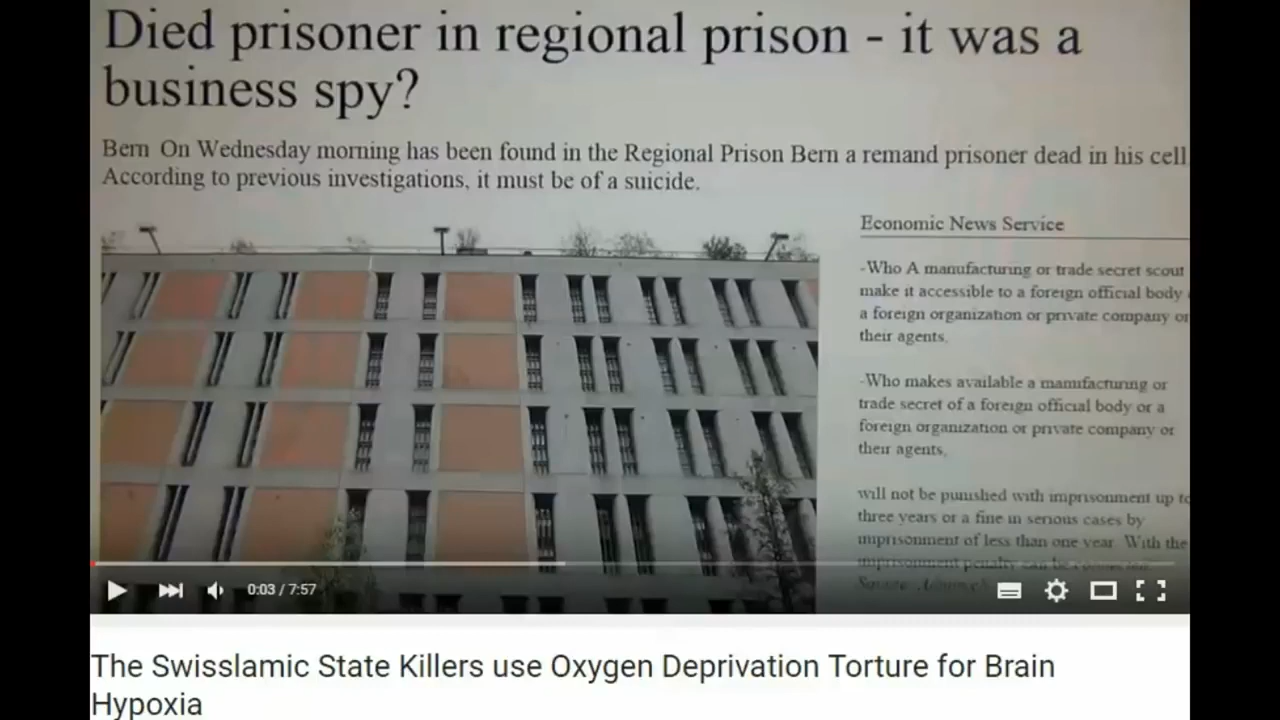 Died prisoner in regional prison - it was a
business spy?
Bern On Wednesday morning has been found in the Regional Prison Bern a remand prisoner dead in his cell
According to previous investigations, it must be of a suicide.
Economic News Service
-Who A manufacturing or trade secret scout
make it accessible to a foreign official body
a foreign organization or private company or
their agents.
-Who makes available a manufacturing or
trade secret of a foreign official body or a
foreign organization or private company or
their agents,
will not be punished with imprisonment up to
three years or a fine in serious cases by
imprisonment of less than one year. With the
imprisonment penalty can be
0:03 / 7:57
The Swisslamic State Killers use Oxygen Deprivation Torture for Brain
Hypoxia